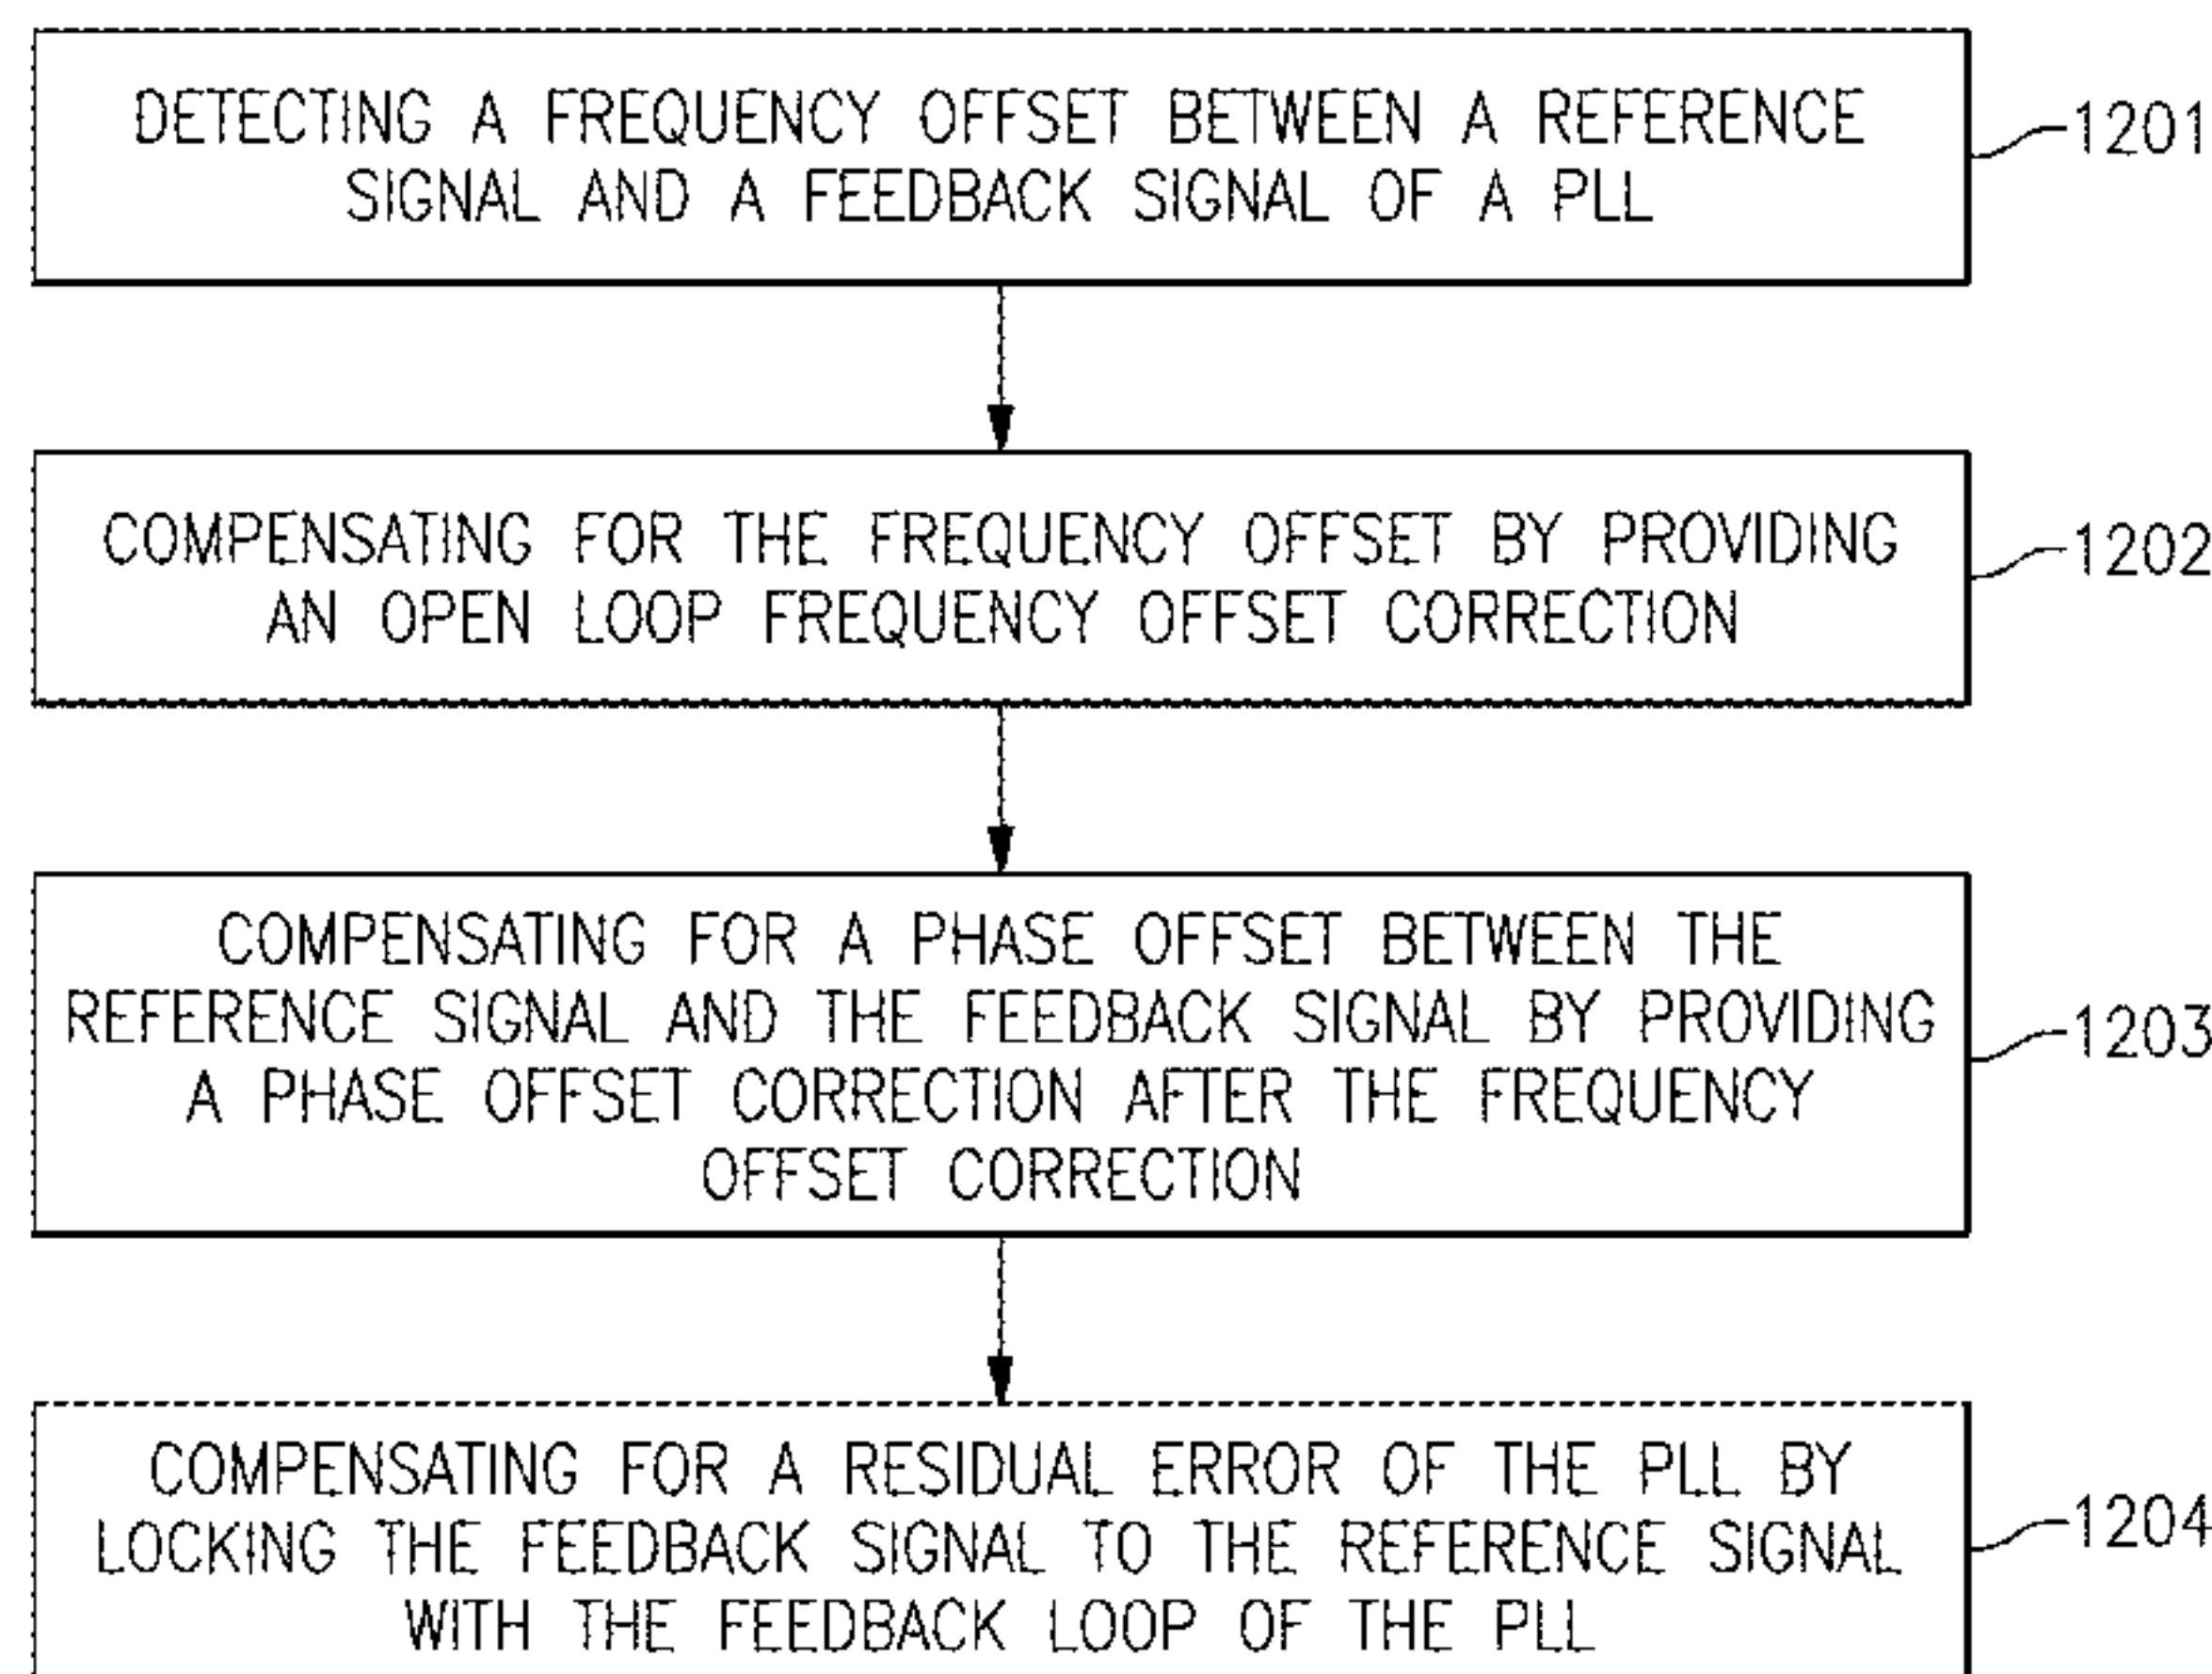 DETECTING A FREQUENCY OFFSET BETWEEN A REFERENCE
SIGNAL AND A FEEDBACK SIGNAL OF A PLL
1201
COMPENSATING FOR THE FREQUENCY OFFSET BY PROVIDING
AN OPEN LOOP FREQUENCY OFFSET CORRECTION
1202
COMPENSATING FOR A PHASE OFFSET BETWEEN THE
REFERENCE SIGNAL AND THE FEEDBACK SIGNAL BY PROVIDING
A PHASE OFFSET CORRECTION AFTER THE FREQUENCY
OFFSET CORRECTION
1203
COMPENSATING FOR A RESIDUAL ERROR OF THE PLL BY
LOCKING THE FEEDBACK SIGNAL TO THE REFERENCE SIGNAL
WITH THE FEEDBACK LOOP OF THE PLL
1204